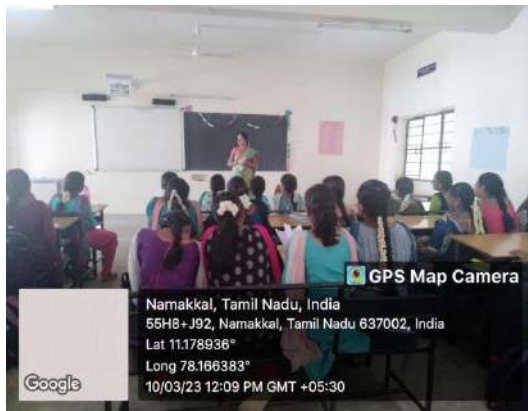 GPS Map Camera
Namakkal, Tamil Nadu, India
55H8+J92, Namakkal, Tamil Nadu 637002, India
Lat 11.178936°
Long 78.166383°
10/03/23 12:09 PM GMT +05:30
Google